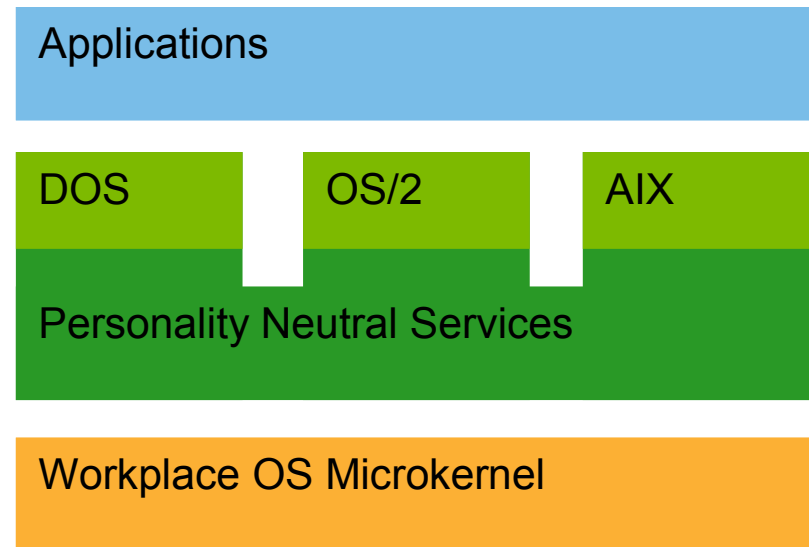 Applications
DOS
OS/2
AIX
Personality Neutral Services
Workplace OS Microkernel